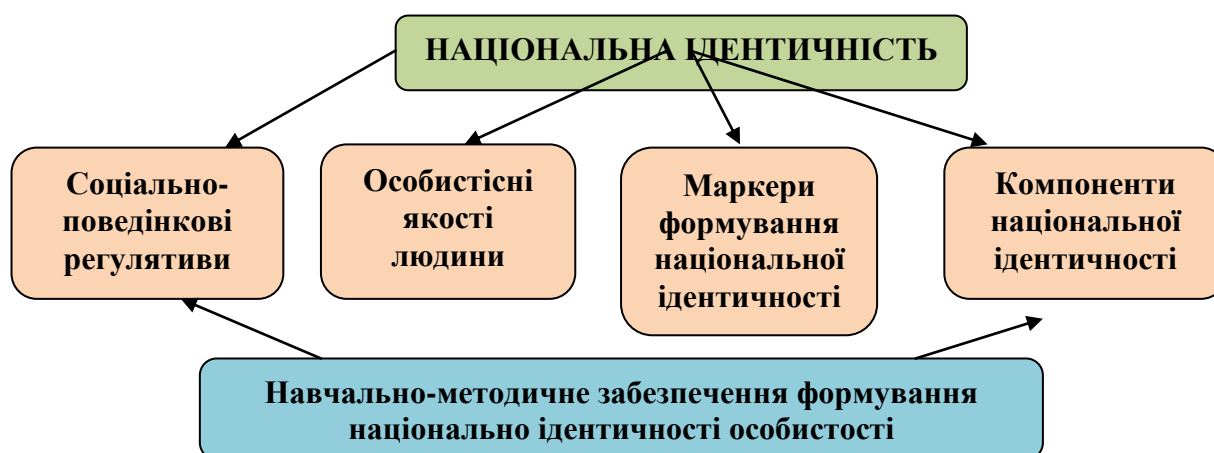 НАЦІОНАЛЬНА ІДЕНТИЧНІСТЬ
Соціально-
поведінкові
регулятиви
Особистісні
якості
людини
Маркери
формування
національної
ідентичності
Компоненти
національної
ідентичності
Навчально-методичне забезпечення формування
національно ідентичності особистості